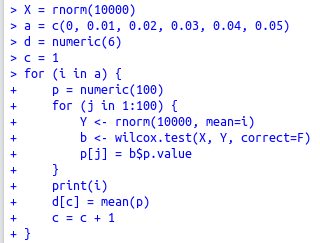 > X = rnorm(10000)
> a = c(0, 0.01, 0.02, 0.03, 0.04, 0.05)
> d = numeric(6)
> c = 1
> for (i in a) {
+     p = numeric(100)
+     for (j in 1:100) {
+         Y <- rnorm(10000, mean=i)
+         b <- wilcox.test(X, Y, correct=F)
+         p[j] = b$p.value
+     }
+     print(i)
+     d[c] = mean(p)
+     c = c + 1
+ }